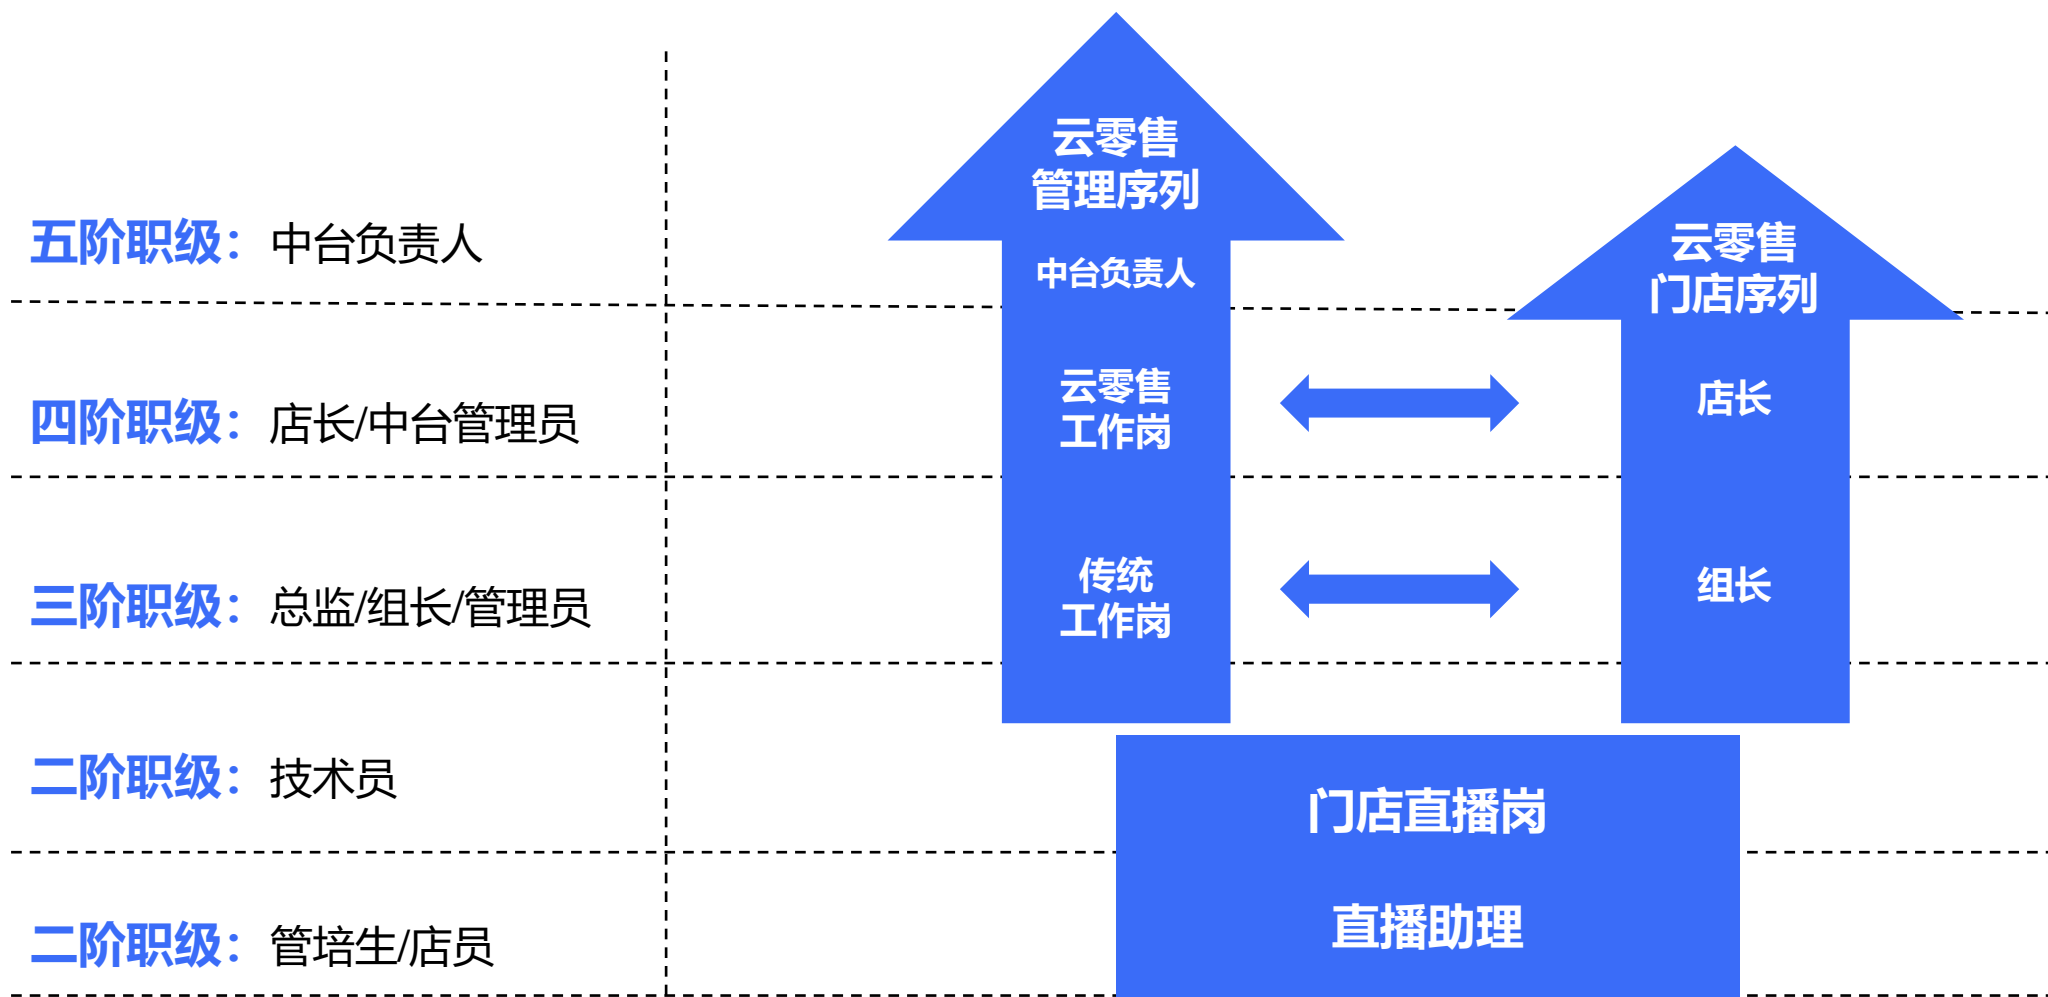 云零售
管理序列
云零售
门店序列
五阶职级：中台负责人
中台负责人
四阶职级：店长/中台管理员
云零售
工作岗
店长
三阶职级：总监/组长/管理员
传统
工作岗
组长
二阶职级：技术员
门店直播岗
二阶职级：管培生/店员
直播助理